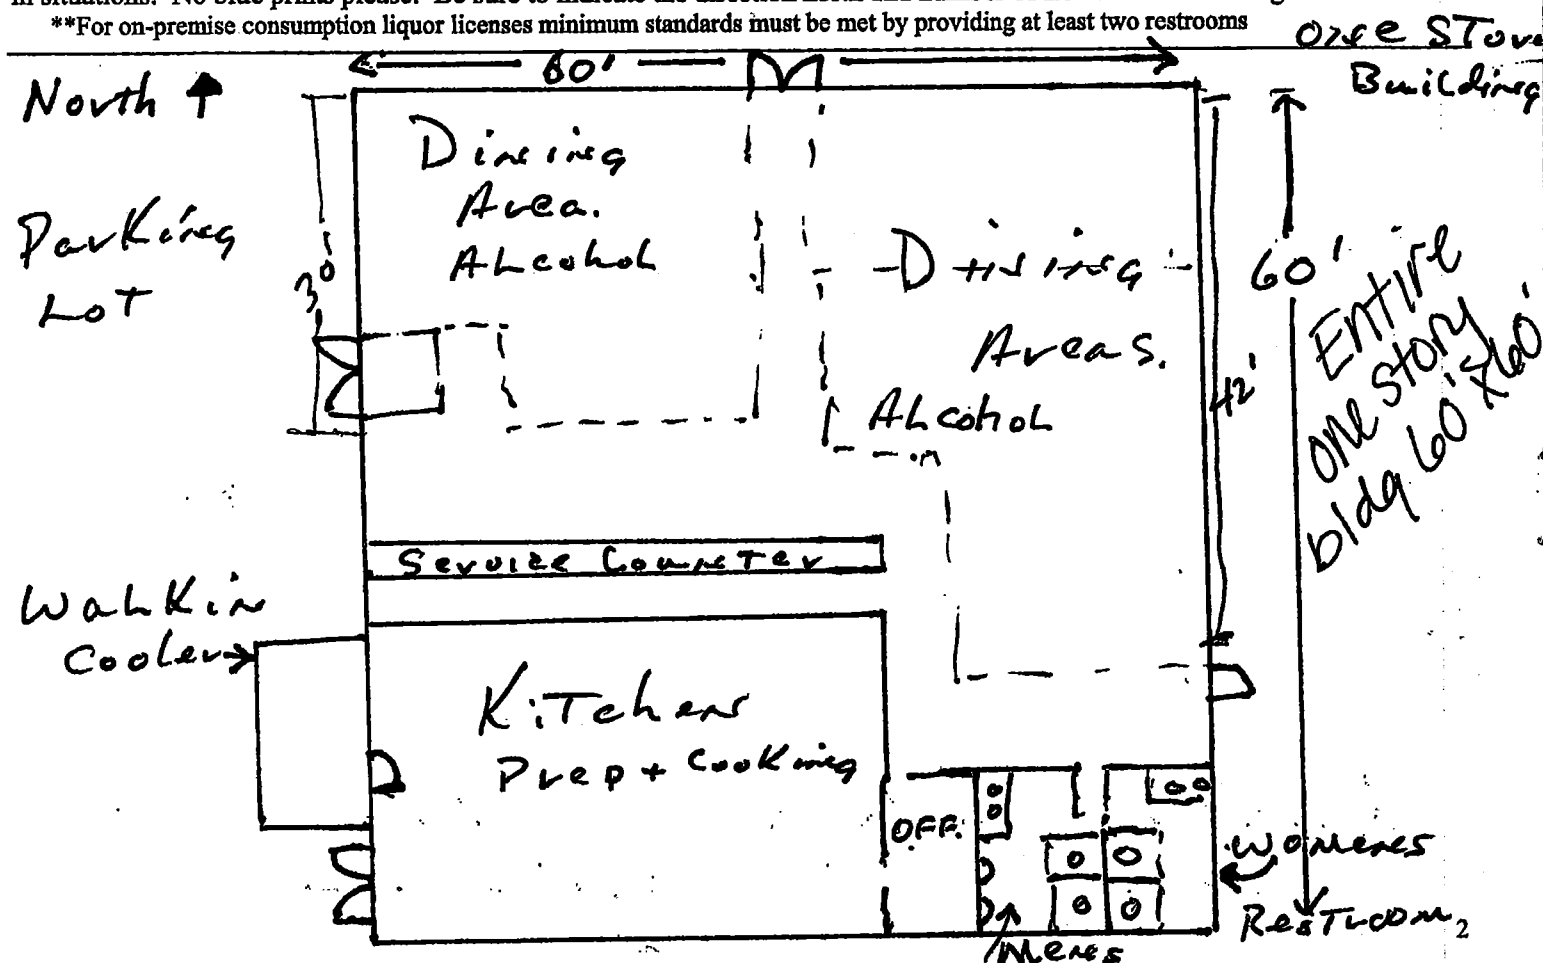 **For on-premise consumption liquor licenses minimum standards must be met by providing at least two restrooms
One Story
Building
60'
North
Dining
Area.
Alcohol
Parking
Lot
30'
Dining
Areas.
Alcohol
60'
42'
Entire
one story
bldg is
60'x60'
Service Counter
Walkin
Cooler
Kitchen
Prep + Cooking
OFF.
Womens
Restroom
Mens
2